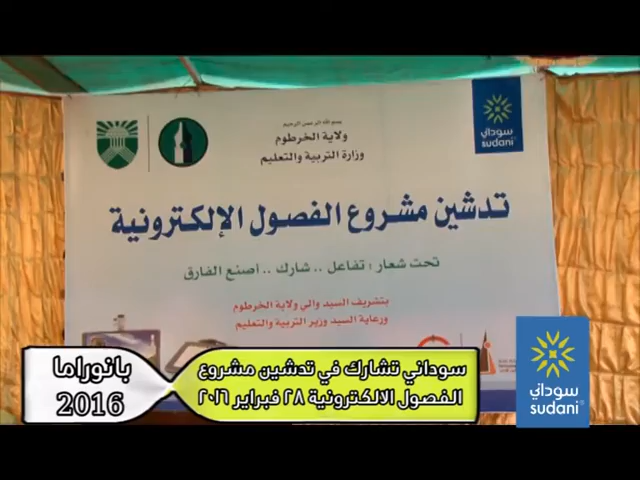 بسم الله الرحمن الرحيم
ولاية الخرطوم
وزارة التربية والتعليم
سوداني
sudani
تدشين مشروع الفصول الإلكترونية
تحت شعار : تفاعل .. شارك .. أصنع الفارق
بتشريف السيد والي ولاية الخرطوم
ورعاية السيد وزير التربية والتعليم
بانوراما
2016
سوداني تشارك في تدشين مشروع
الفصول الالكترونية ٢٨ فبراير ٢٠١٦
سوداني
sudani